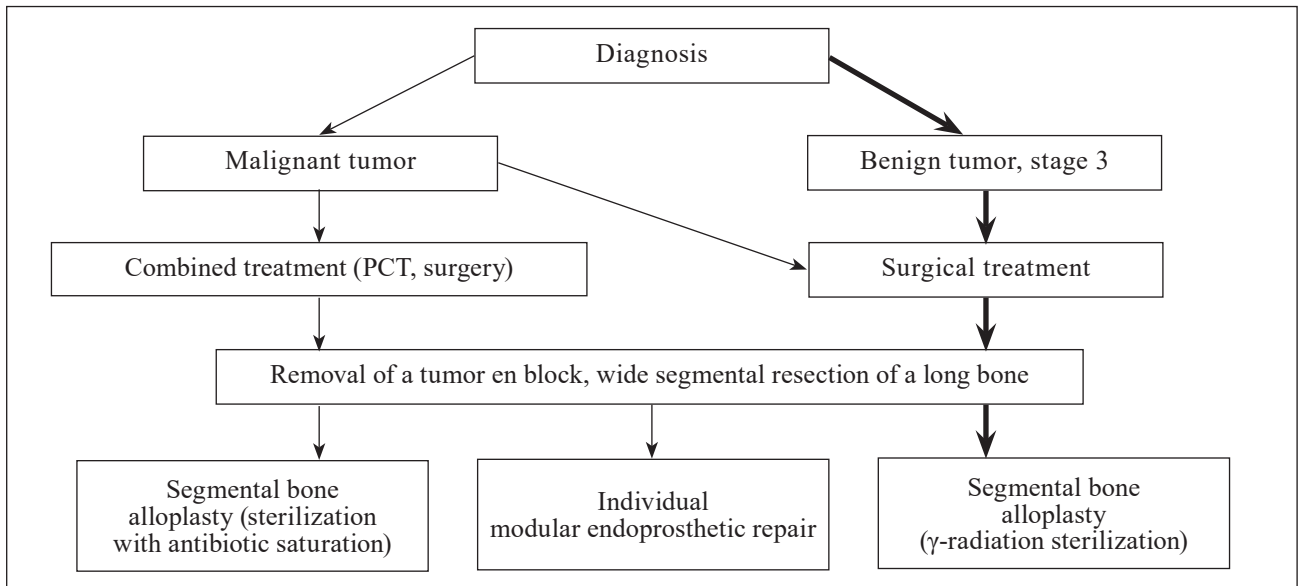 Diagnosis
Malignant tumor
Benign tumor, stage 3
Combined treatment (PCT, surgery)
Surgical treatment
Removal of a tumor en block, wide segmental resection of a long bone
Segmental bone
alloplasty (sterilization
with antibiotic saturation)
Individual
modular endoprosthetic repair
Segmental bone
alloplasty
(γ-radiation sterilization)